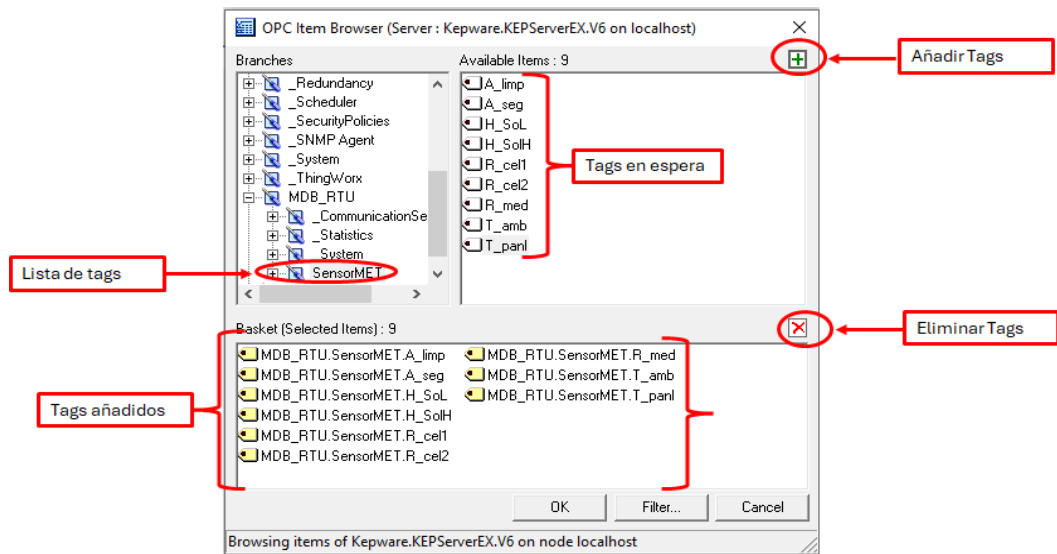 OPC Item Browser (Server : Kepware.KEPServerEX.V6 on localhost)
Branches
Available Items : 9
Añadir Tags
_Redundancy
_Scheduler
_SecurityPolicies
_SNMP Agent
_System
_ThingWorx
MDB_RTU
_CommunicationSe
_Statistics
_System
SensorMET
A_limp
A_seg
H_SoL
H_SolH
R_cel1
R_cel2
R_med
T_amb
T_panl
Tags en espera
Lista de tags
Basket (Selected Items) : 9
Eliminar Tags
MDB_RTU.SensorMET.A_limp
MDB_RTU.SensorMET.A_seg
MDB_RTU.SensorMET.H_SoL
MDB_RTU.SensorMET.H_SolH
MDB_RTU.SensorMET.R_cel1
MDB_RTU.SensorMET.R_cel2
MDB_RTU.SensorMET.R_med
MDB_RTU.SensorMET.T_amb
MDB_RTU.SensorMET.T_panl
Tags añadidos
OK
Filter...
Cancel
Browsing items of Kepware.KEPServerEX.V6 on node localhost